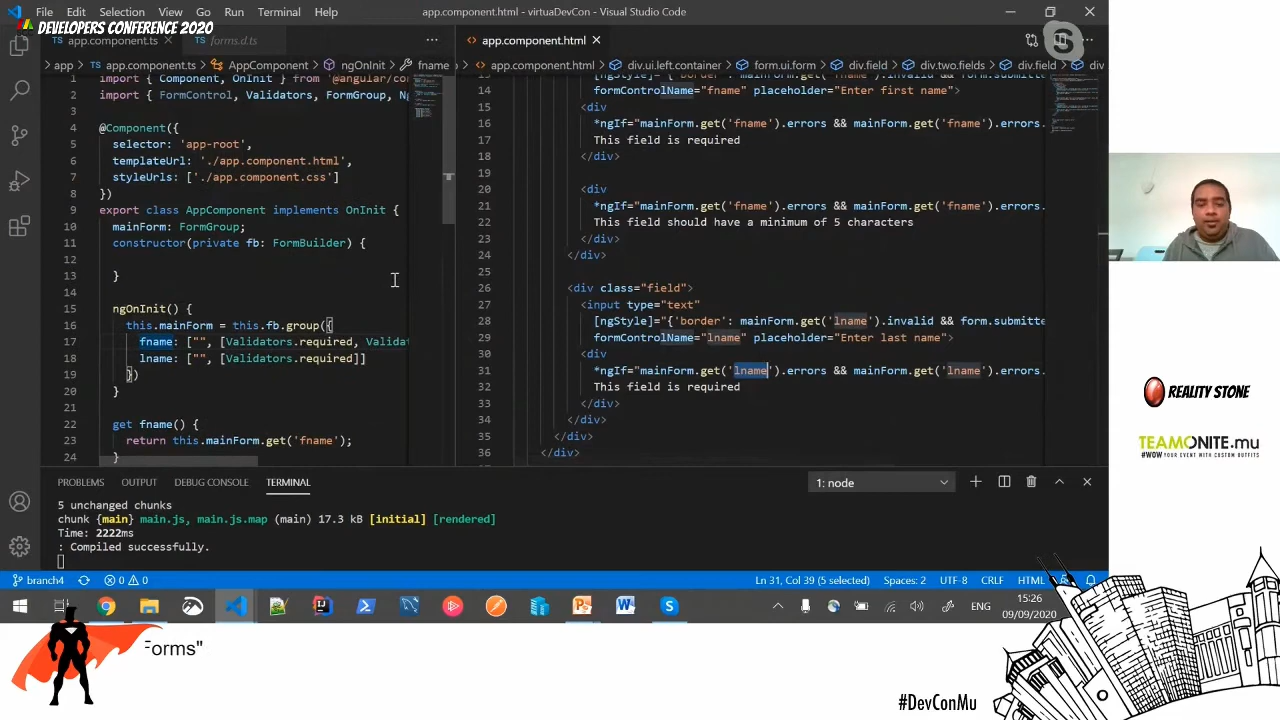 File Edit Selection View Go Run Terminal Help app.component.html - virtuaDevCon - Visual Studio Code
DEVELOPERS CONFERENCE 2020
TS app.component.ts
TS forms.d.ts
<> app.component.html
> app > TS app.component.ts > AppComponent > ngOnInit > fname
> <> app.component.html > div.ui.left.container > form.ui.form > div.field > div.two.fields > div.field > div
1 import { Component, OnInit } from '@angular/co
2 import { FormControl, Validators, FormGroup, N
3
4 @Component({
5 selector: 'app-root',
6 templateUrl: './app.component.html',
7 styleUrls: ['./app.component.css']
8 })
9 export class AppComponent implements OnInit {
10 mainForm: FormGroup;
11 constructor(private fb: FormBuilder) {
12
13 }
14
15 ngOnInit() {
16 this.mainForm = this.fb.group({
17 fname: ["", [Validators.required, Validat
18 lname: ["", [Validators.required]]
19 })
20 }
21
22 get fname() {
23 return this.mainForm.get('fname');
24 }
13 [ngStyle]="{'border': mainForm.get('fname').invalid && form.submitte
14 formControlName="fname" placeholder="Enter first name">
15 <div
16 *ngIf="mainForm.get('fname').errors && mainForm.get('fname').errors.
17 This field is required
18 </div>
19
20 <div
21 *ngIf="mainForm.get('fname').errors && mainForm.get('fname').errors.
22 This field should have a minimum of 5 characters
23 </div>
24 </div>
25
26 <div class="field">
27 <input type="text"
28 [ngStyle]="{'border': mainForm.get('lname').invalid && form.submitte
29 formControlName="lname" placeholder="Enter last name">
30 <div
31 *ngIf="mainForm.get('lname').errors && mainForm.get('lname').errors.
32 This field is required
33 </div>
34 </div>
35 </div>
36 </div>
PROBLEMS OUTPUT DEBUG CONSOLE TERMINAL 1: node
5 unchanged chunks
chunk {main} main.js, main.js.map (main) 17.3 kB [initial] [rendered]
Time: 2222ms
: Compiled successfully.
branch4 0 0 Ln 31, Col 39 (5 selected) Spaces: 2 UTF-8 CRLF HTML
ENG
15:26
09/09/2020
REALITY STONE
TEAMONITE.mu
#WOW YOUR EVENT WITH CUSTOM OUTFITS
Forms"
#DevConMu